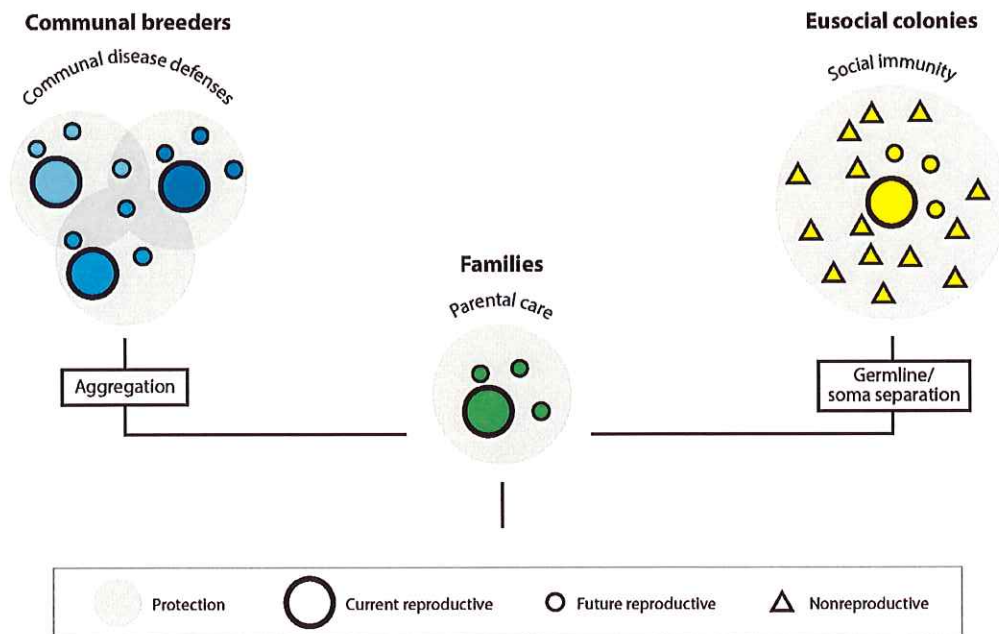 Communal breeders
Communal disease defenses
Eusocial colonies
Social immunity
Families
Parental care
Aggregation
Germline/
soma separation
Protection
Current reproductive
Future reproductive
Nonreproductive